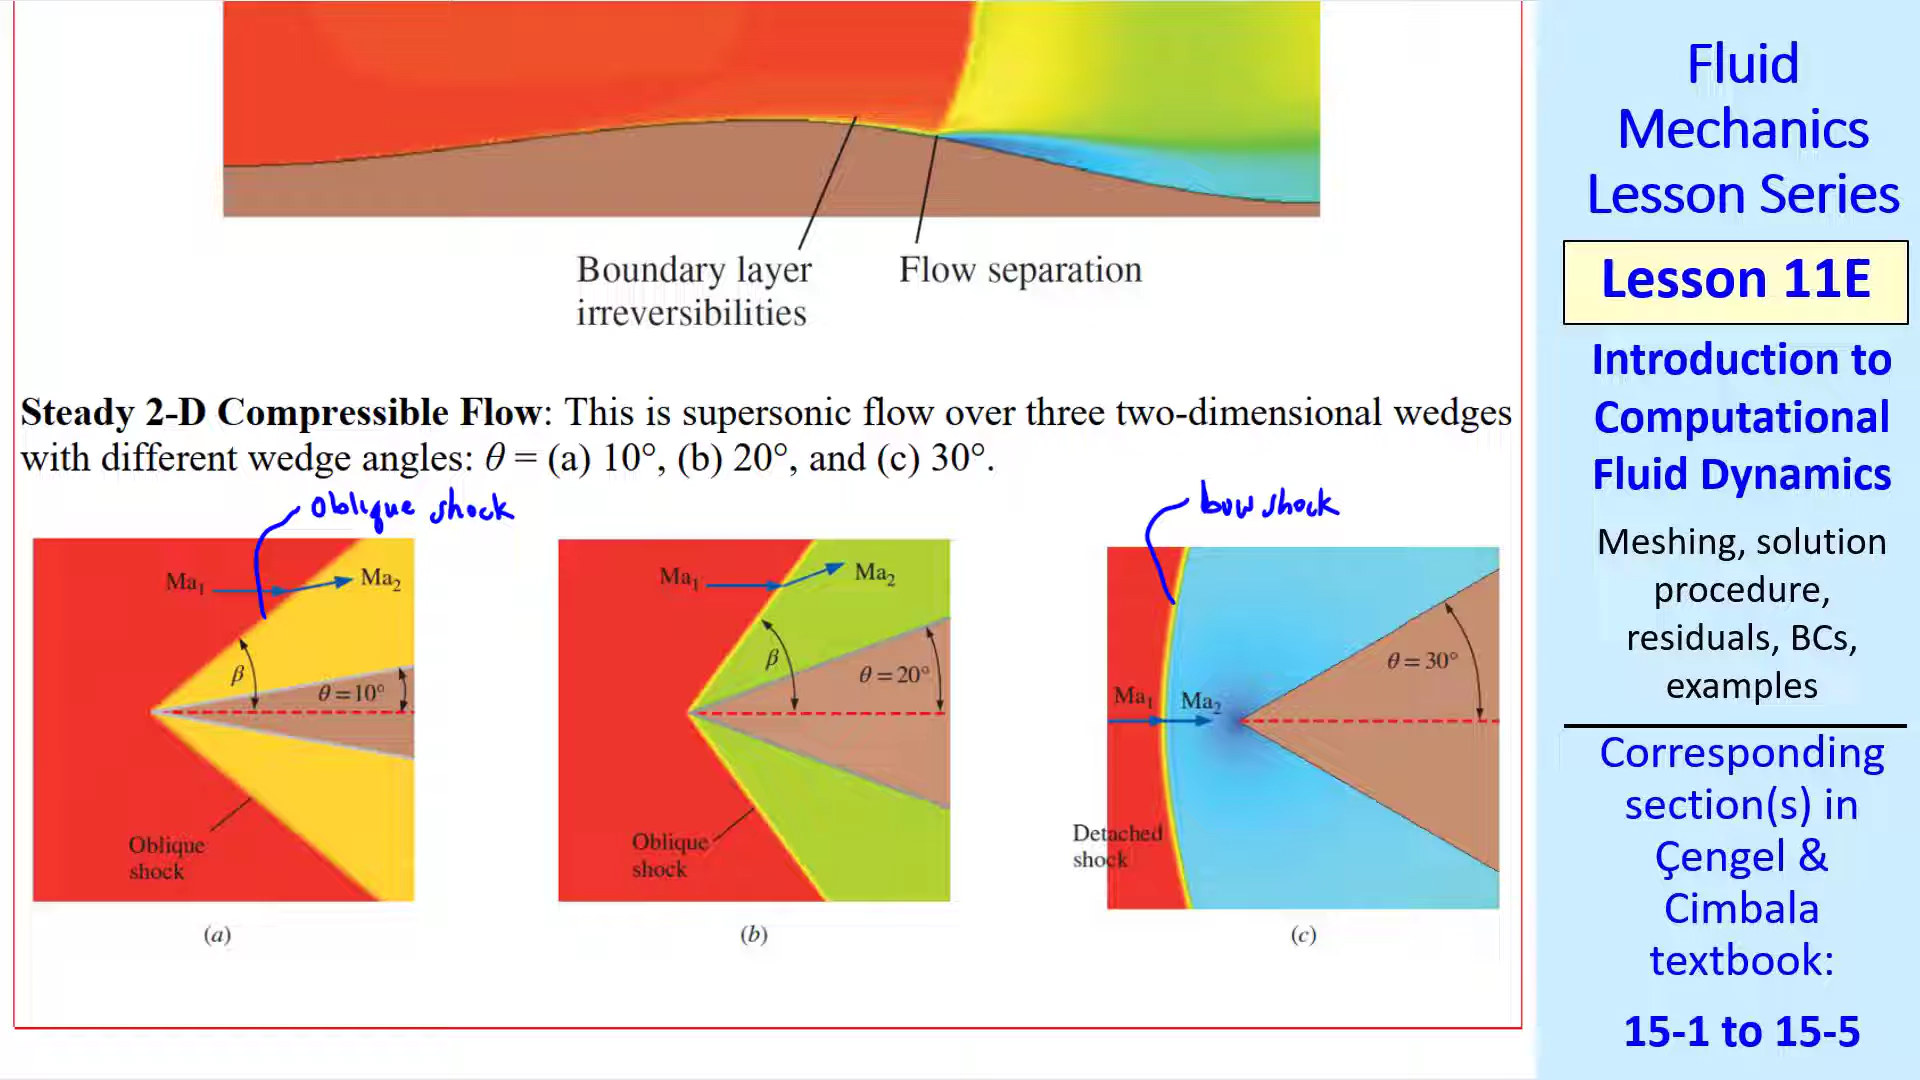 Boundary layer
irreversibilities
Flow separation
Steady 2-D Compressible Flow: This is supersonic flow over three two-dimensional wedges
with different wedge angles: θ = (a) 10°, (b) 20°, and (c) 30°.
Oblique shock
bow shock
Ma₁
Ma₂
β
θ = 10°
Oblique
shock
(a)
Ma₁
Ma₂
β
θ = 20°
Oblique
shock
(b)
Ma₁
Ma₂
θ = 30°
Detached
shock
(c)
Fluid
Mechanics
Lesson Series
Lesson 11E
Introduction to
Computational
Fluid Dynamics
Meshing, solution
procedure,
residuals, BCs,
examples
Corresponding
section(s) in
Çengel &
Cimbala
textbook:
15-1 to 15-5